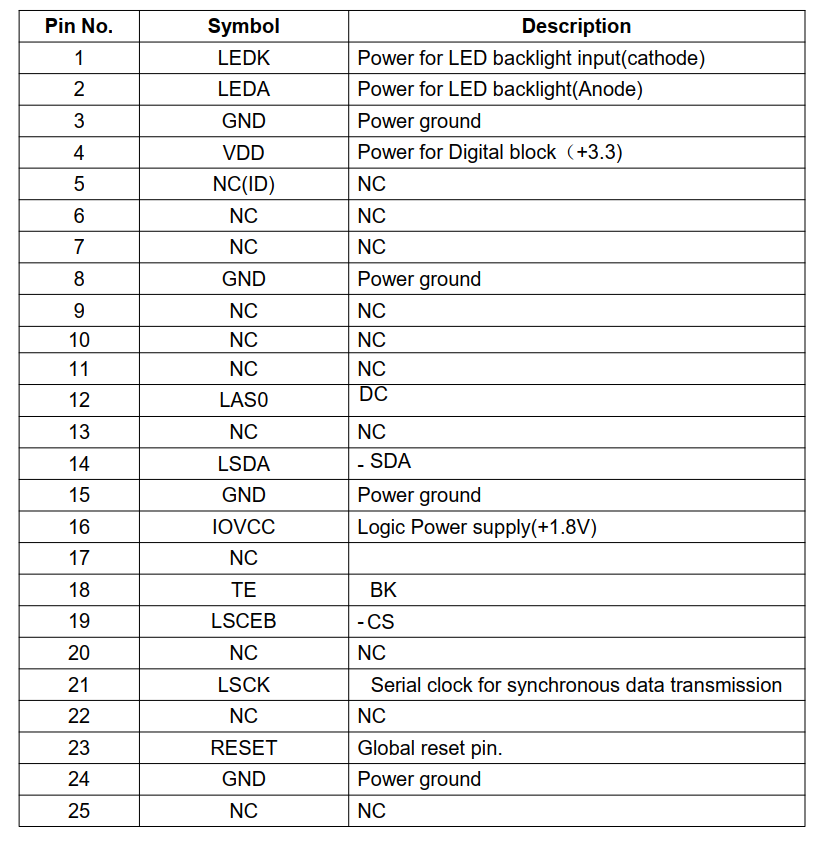 Pin No. Symbol Description
1 LEDK Power for LED backlight input(cathode)
2 LEDA Power for LED backlight(Anode)
3 GND Power ground
4 VDD Power for Digital block（+3.3)
5 NC(ID) NC
6 NC NC
7 NC NC
8 GND Power ground
9 NC NC
10 NC NC
11 NC NC
12 LAS0 DC
13 NC NC
14 LSDA - SDA
15 GND Power ground
16 IOVCC Logic Power supply(+1.8V)
17 NC
18 TE BK
19 LSCEB -CS
20 NC NC
21 LSCK Serial clock for synchronous data transmission
22 NC NC
23 RESET Global reset pin.
24 GND Power ground
25 NC NC